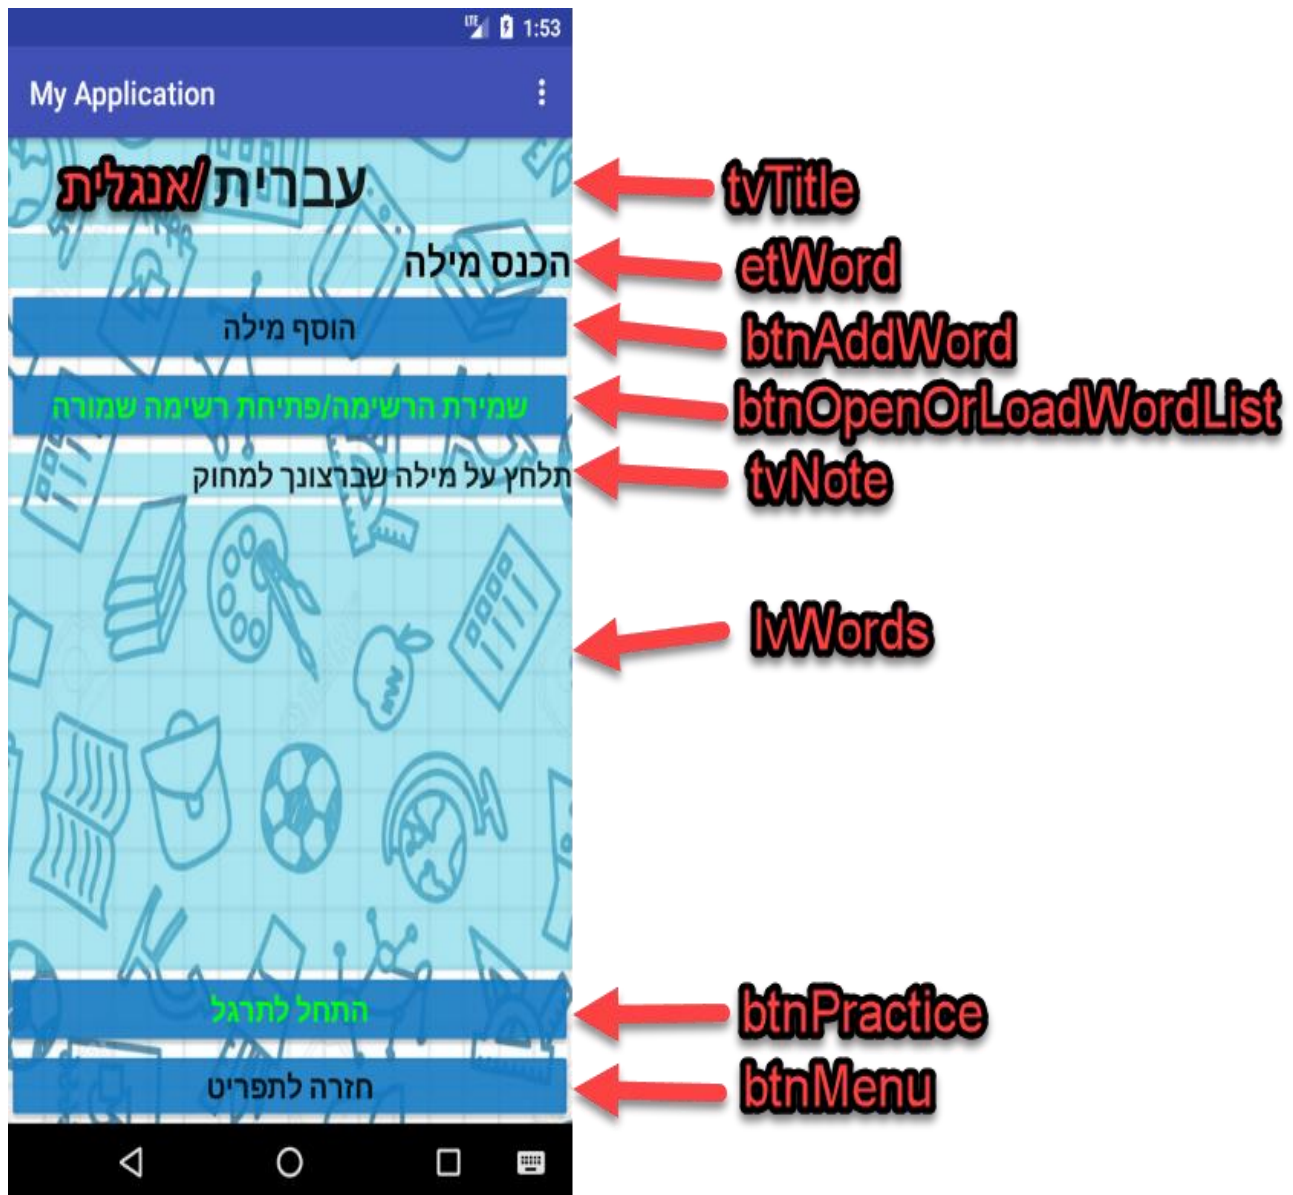 LTE 1:53
My Application
עברית/אנגלית
tvTitle
הכנס מילה
etWord
הוסף מילה
btnAddWord
שמירת הרשימה/פתיחת רשימה שמורה
btnOpenOrLoadWordList
תלחץ על מילה שברצונך למחוק
tvNote
lvWords
התחל לתרגל
btnPractice
חזרה לתפריט
btnMenu